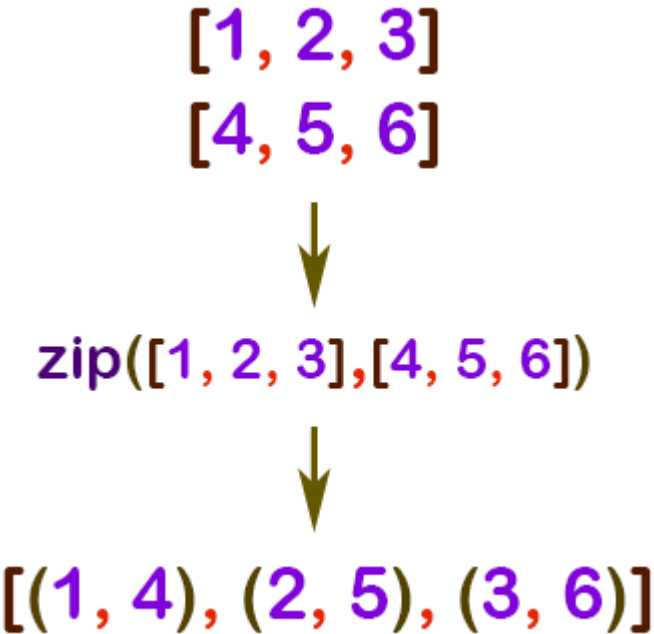 [1, 2, 3]
[4, 5, 6]
zip([1, 2, 3],[4, 5, 6])
[(1, 4), (2, 5), (3, 6)]